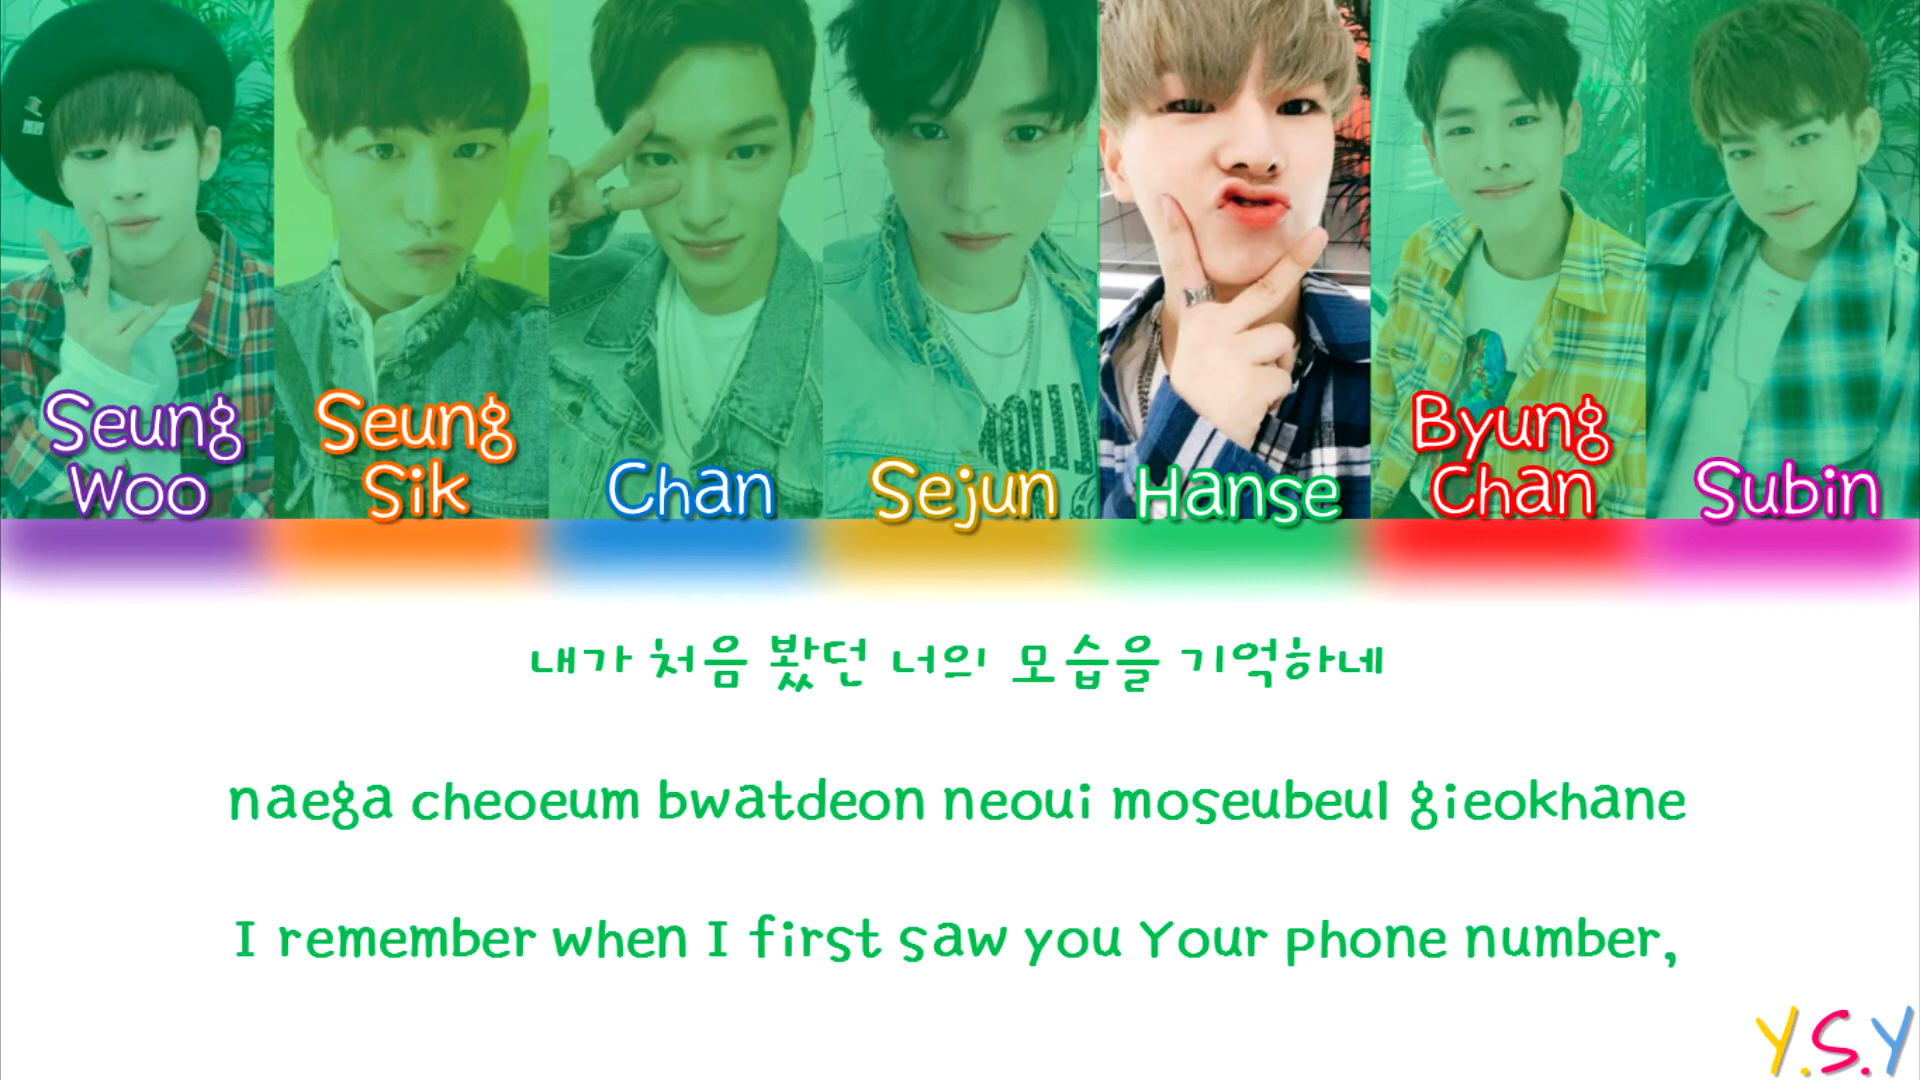 Seung
Woo
Seung
Sik
Chan
Sejun
Hanse
Byung
Chan
Subin
내가 처음 봤던 너의 모습을 기억하네
naega cheoeum bwatdeon neoui moseubeul gieokhane
I remember when I first saw you Your phone number,
Y.S.Y